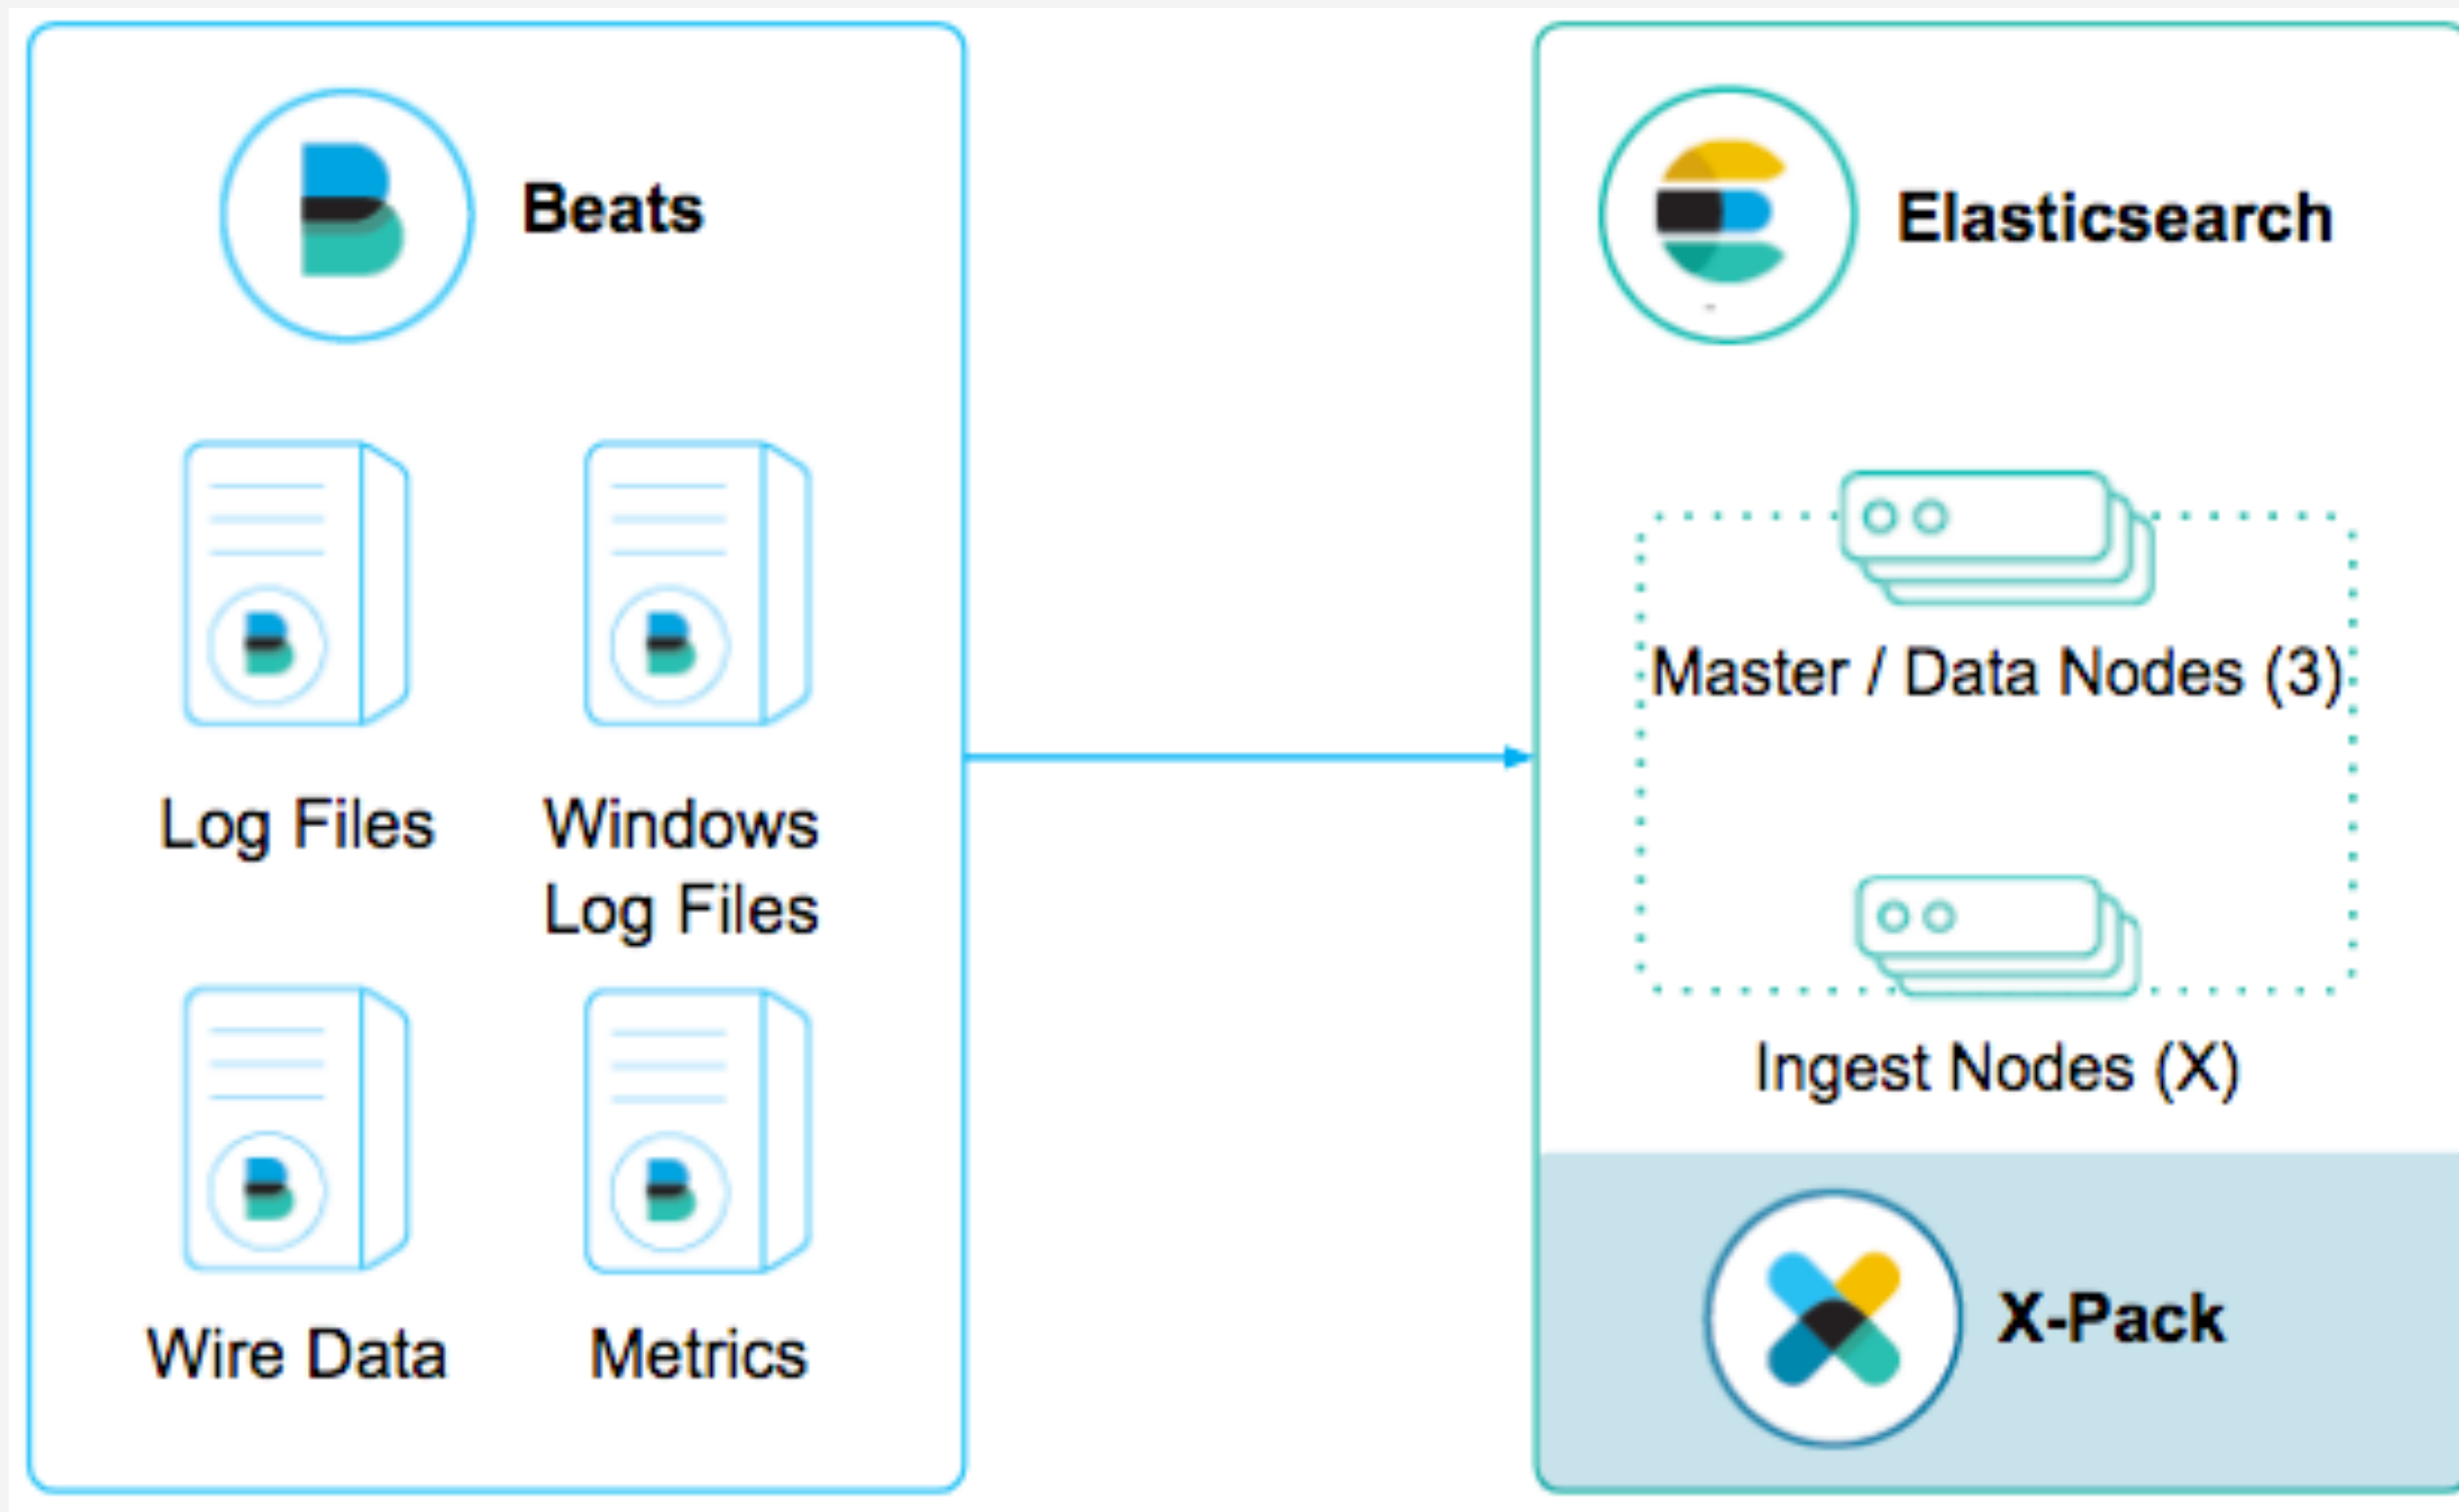 Beats
Log Files
Windows
Log Files
Wire Data
Metrics
Elasticsearch
Master / Data Nodes (3)
Ingest Nodes (X)
X-Pack